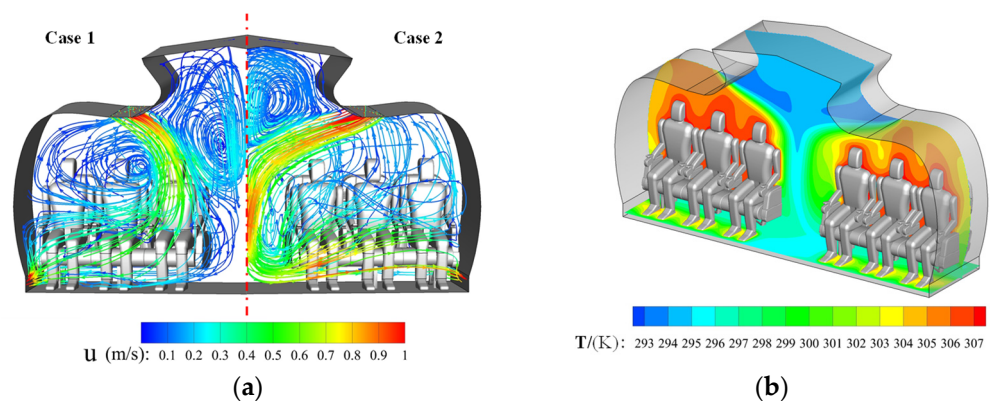 Case 1
Case 2
u (m/s): 0.1 0.2 0.3 0.4 0.5 0.6 0.7 0.8 0.9 1
(a)
T/(K): 293 294 295 296 297 298 299 300 301 302 303 304 305 306 307
(b)